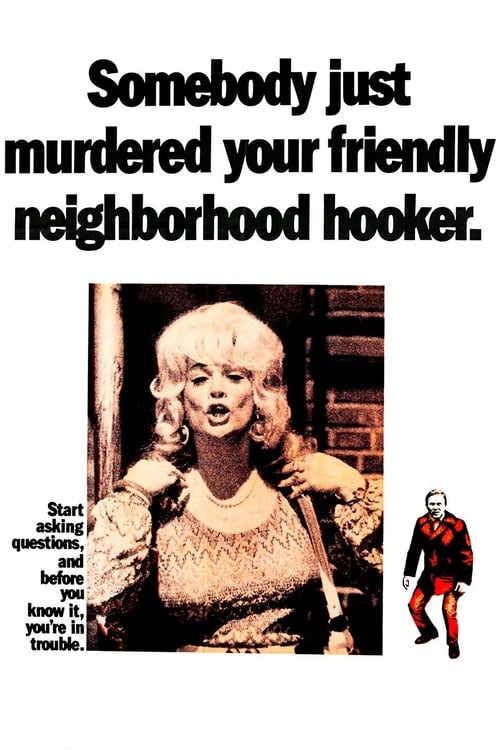 Somebody just
murdered your friendly
neighborhood hooker.
Start
asking
questions,
and
before
you
know it,
you're in
trouble.